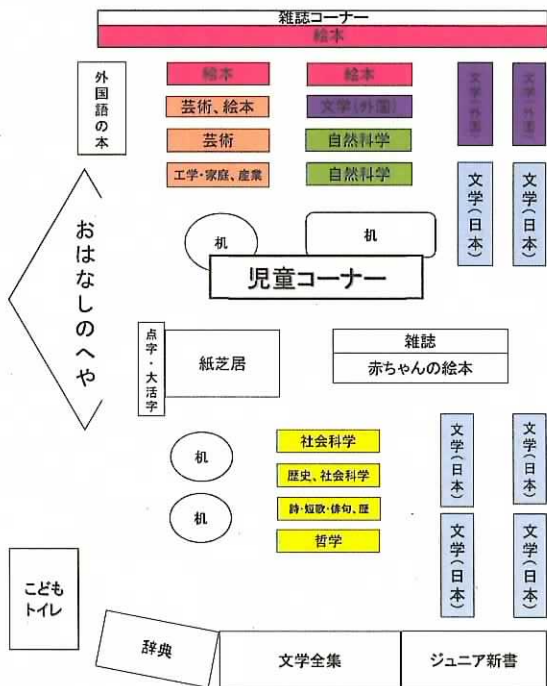 雑誌コーナー
絵本
外国語の本
絵本
絵本
文学(外国)
文学(外国)
芸術、絵本
文学(外国)
芸術
自然科学
工学・家庭、産業
自然科学
文学(日本)
文学(日本)
おはなしのへや
机
机
児童コーナー
点字・大活字
紙芝居
雑誌
赤ちゃんの絵本
机
社会科学
文学(日本)
文学(日本)
歴史、社会科学
机
詩・短歌・俳句、歴
哲学
文学(日本)
文学(日本)
こども
トイレ
辞典
文学全集
ジュニア新書